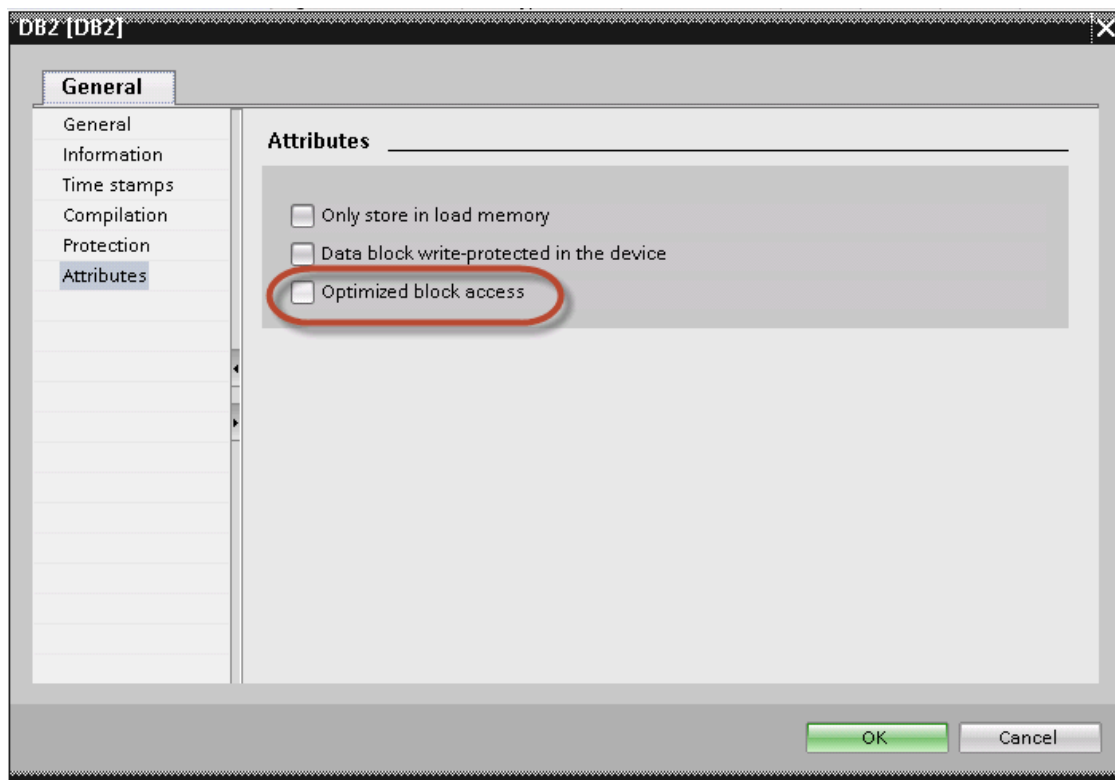 DB2 [DB2]
General
General
Information
Time stamps
Compilation
Protection
Attributes
Attributes
Only store in load memory
Data block write-protected in the device
Optimized block access
OK
Cancel